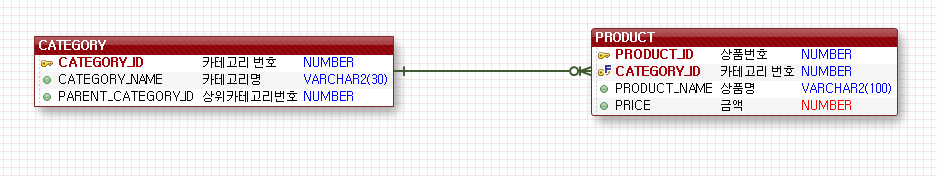 CATEGORY
CATEGORY_ID 카테고리 번호 NUMBER
CATEGORY_NAME 카테고리명 VARCHAR2(30)
PARENT_CATEGORY_ID 상위카테고리번호 NUMBER
PRODUCT
PRODUCT_ID 상품번호 NUMBER
F CATEGORY_ID 카테고리 번호 NUMBER
PRODUCT_NAME 상품명 VARCHAR2(100)
PRICE 금액 NUMBER